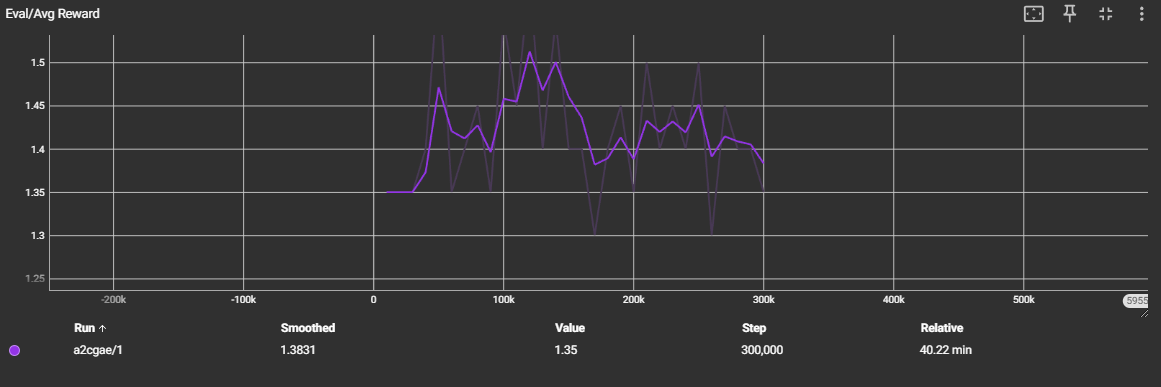 Eval/Avg Reward
1.5
1.45
1.4
1.35
1.3
1.25
-200k -100k 0 100k 200k 300k 400k 500k 5955
Run ↑ Smoothed Value Step Relative
a2cgae/1 1.3831 1.35 300,000 40.22 min